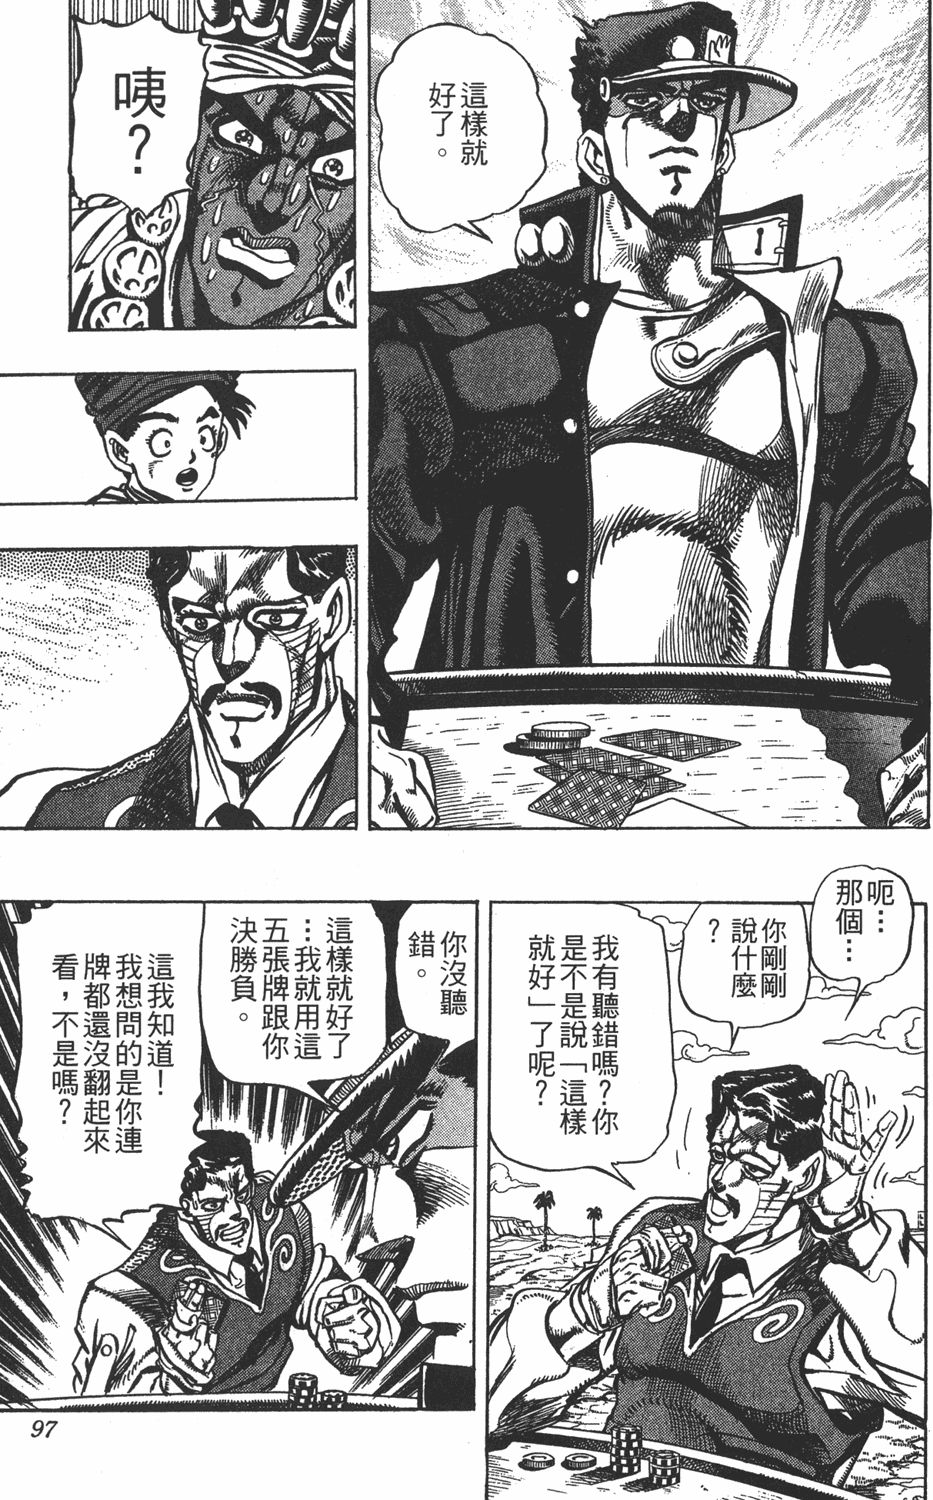 這樣就
好了。
咦？
呃…
那個…
你剛剛
說什麼
？
我有聽錯嗎？你
是不是說「這樣
就好」了呢？
你沒聽
錯。
這樣就好了
…我就用這
五張牌跟你
決勝負。
這我知道！
我想問的是你連
牌都還沒翻起來
看，不是嗎？
97